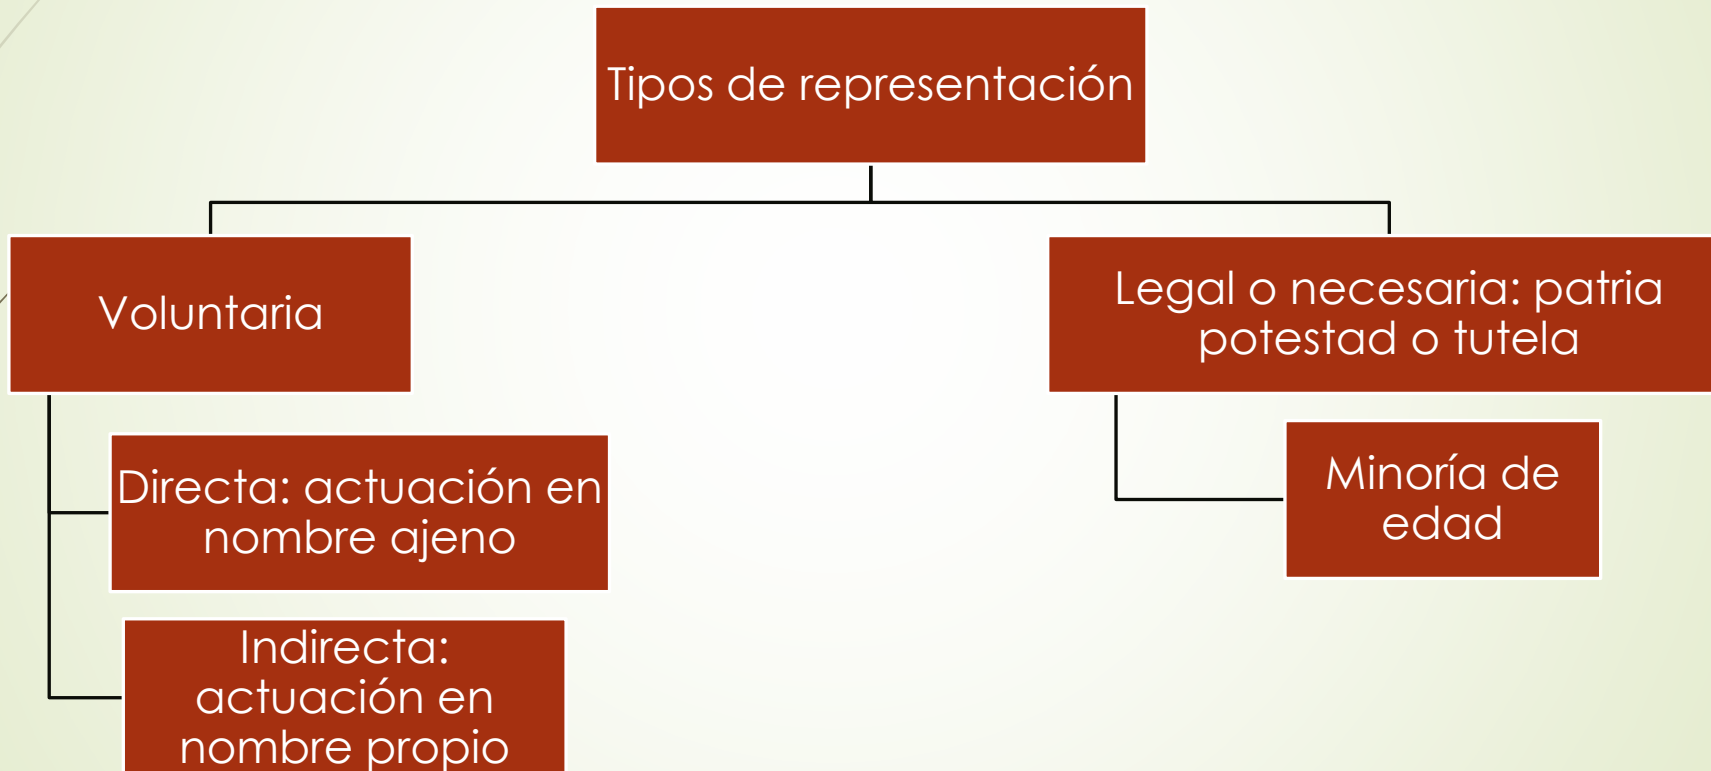 Tipos de representación
Voluntaria
Legal o necesaria: patria
potestad o tutela
Directa: actuación en
nombre ajeno
Minoría de
edad
Indirecta:
actuación en
nombre propio